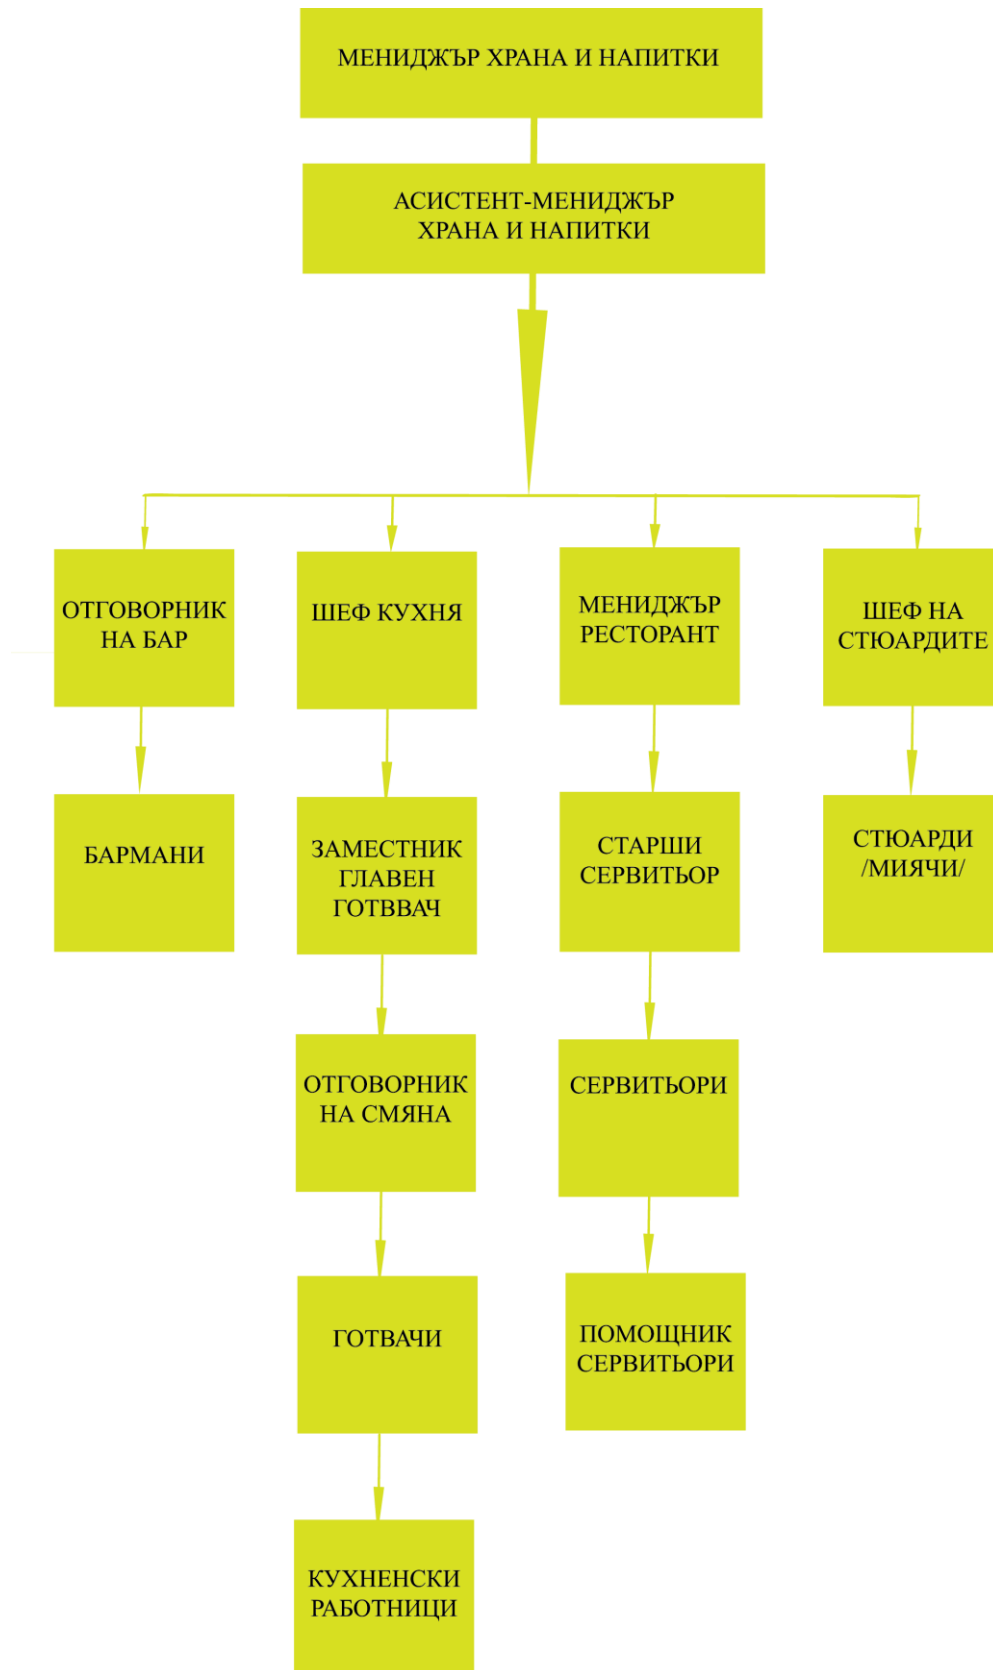 МЕНИДЖЪР ХРАНА И НАПИТКИ
АСИСТЕНТ-МЕНИДЖЪР
ХРАНА И НАПИТКИ
ОТГОВОРНИК
НА БАР
ШЕФ КУХНЯ
МЕНИДЖЪР
РЕСТОРАНТ
ШЕФ НА
СТЮАРДИТЕ
БАРМАНИ
ЗАМЕСТНИК
ГЛАВЕН
ГОТВВАЧ
СТАРШИ
СЕРВИТЬОР
СТЮАРДИ
/МИЯЧИ/
ОТГОВОРНИК
НА СМЯНА
СЕРВИТЬОРИ
ГОТВАЧИ
ПОМОЩНИК
СЕРВИТЬОРИ
КУХНЕНСКИ
РАБОТНИЦИ